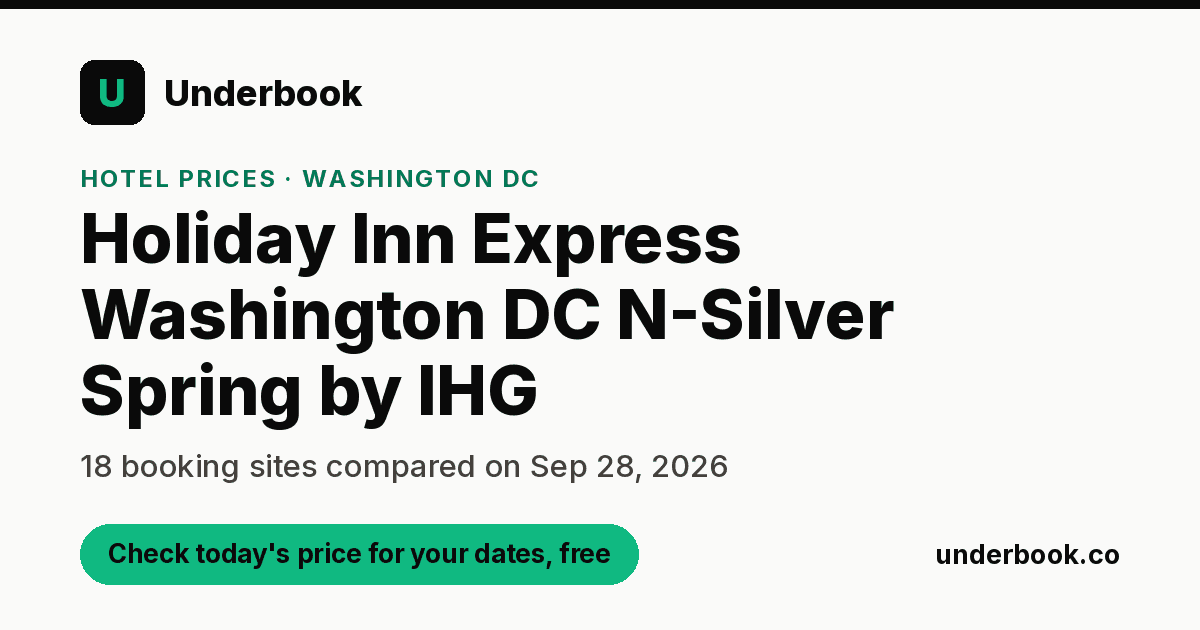 U Underbook
HOTEL PRICES · WASHINGTON DC
Holiday Inn Express
Washington DC N-Silver
Spring by IHG
18 booking sites compared on Sep 28, 2026
Check today's price for your dates, free
underbook.co